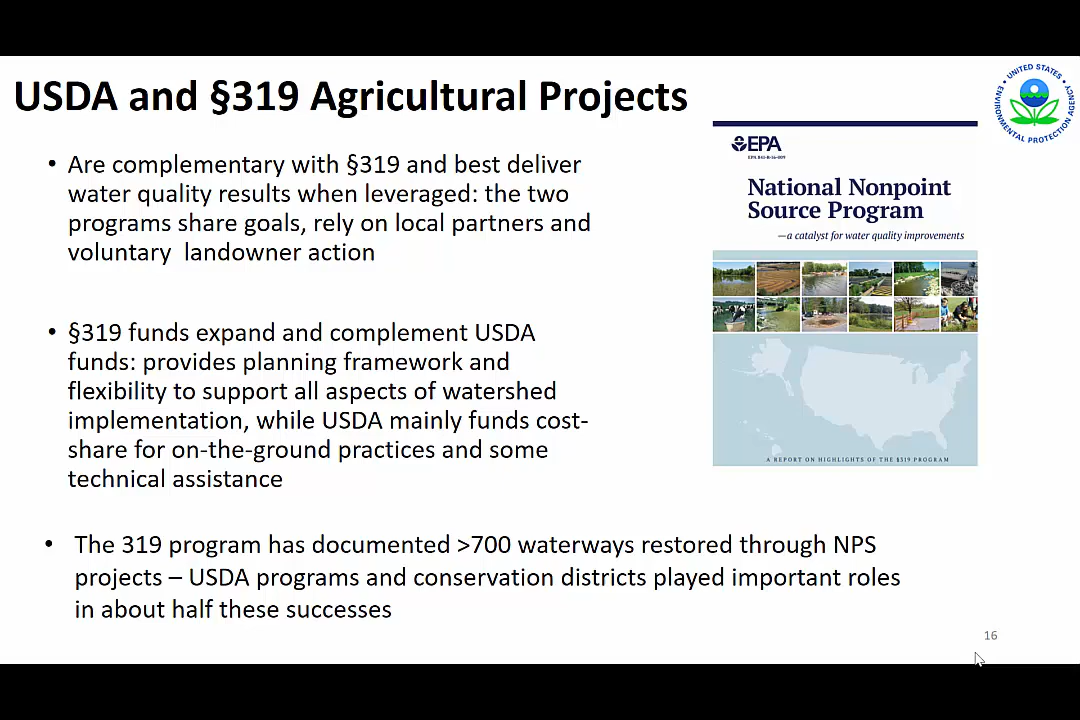 USDA and §319 Agricultural Projects
UNITED STATES
ENVIRONMENTAL PROTECTION AGENCY
• Are complementary with §319 and best deliver
water quality results when leveraged: the two
programs share goals, rely on local partners and
voluntary landowner action
• §319 funds expand and complement USDA
funds: provides planning framework and
flexibility to support all aspects of watershed
implementation, while USDA mainly funds cost-
share for on-the-ground practices and some
technical assistance
• The 319 program has documented >700 waterways restored through NPS
projects – USDA programs and conservation districts played important roles
in about half these successes
EPA
EPA 841-R-16-009
National Nonpoint
Source Program
—a catalyst for water quality improvements
A REPORT ON HIGHLIGHTS OF THE §319 PROGRAM
16